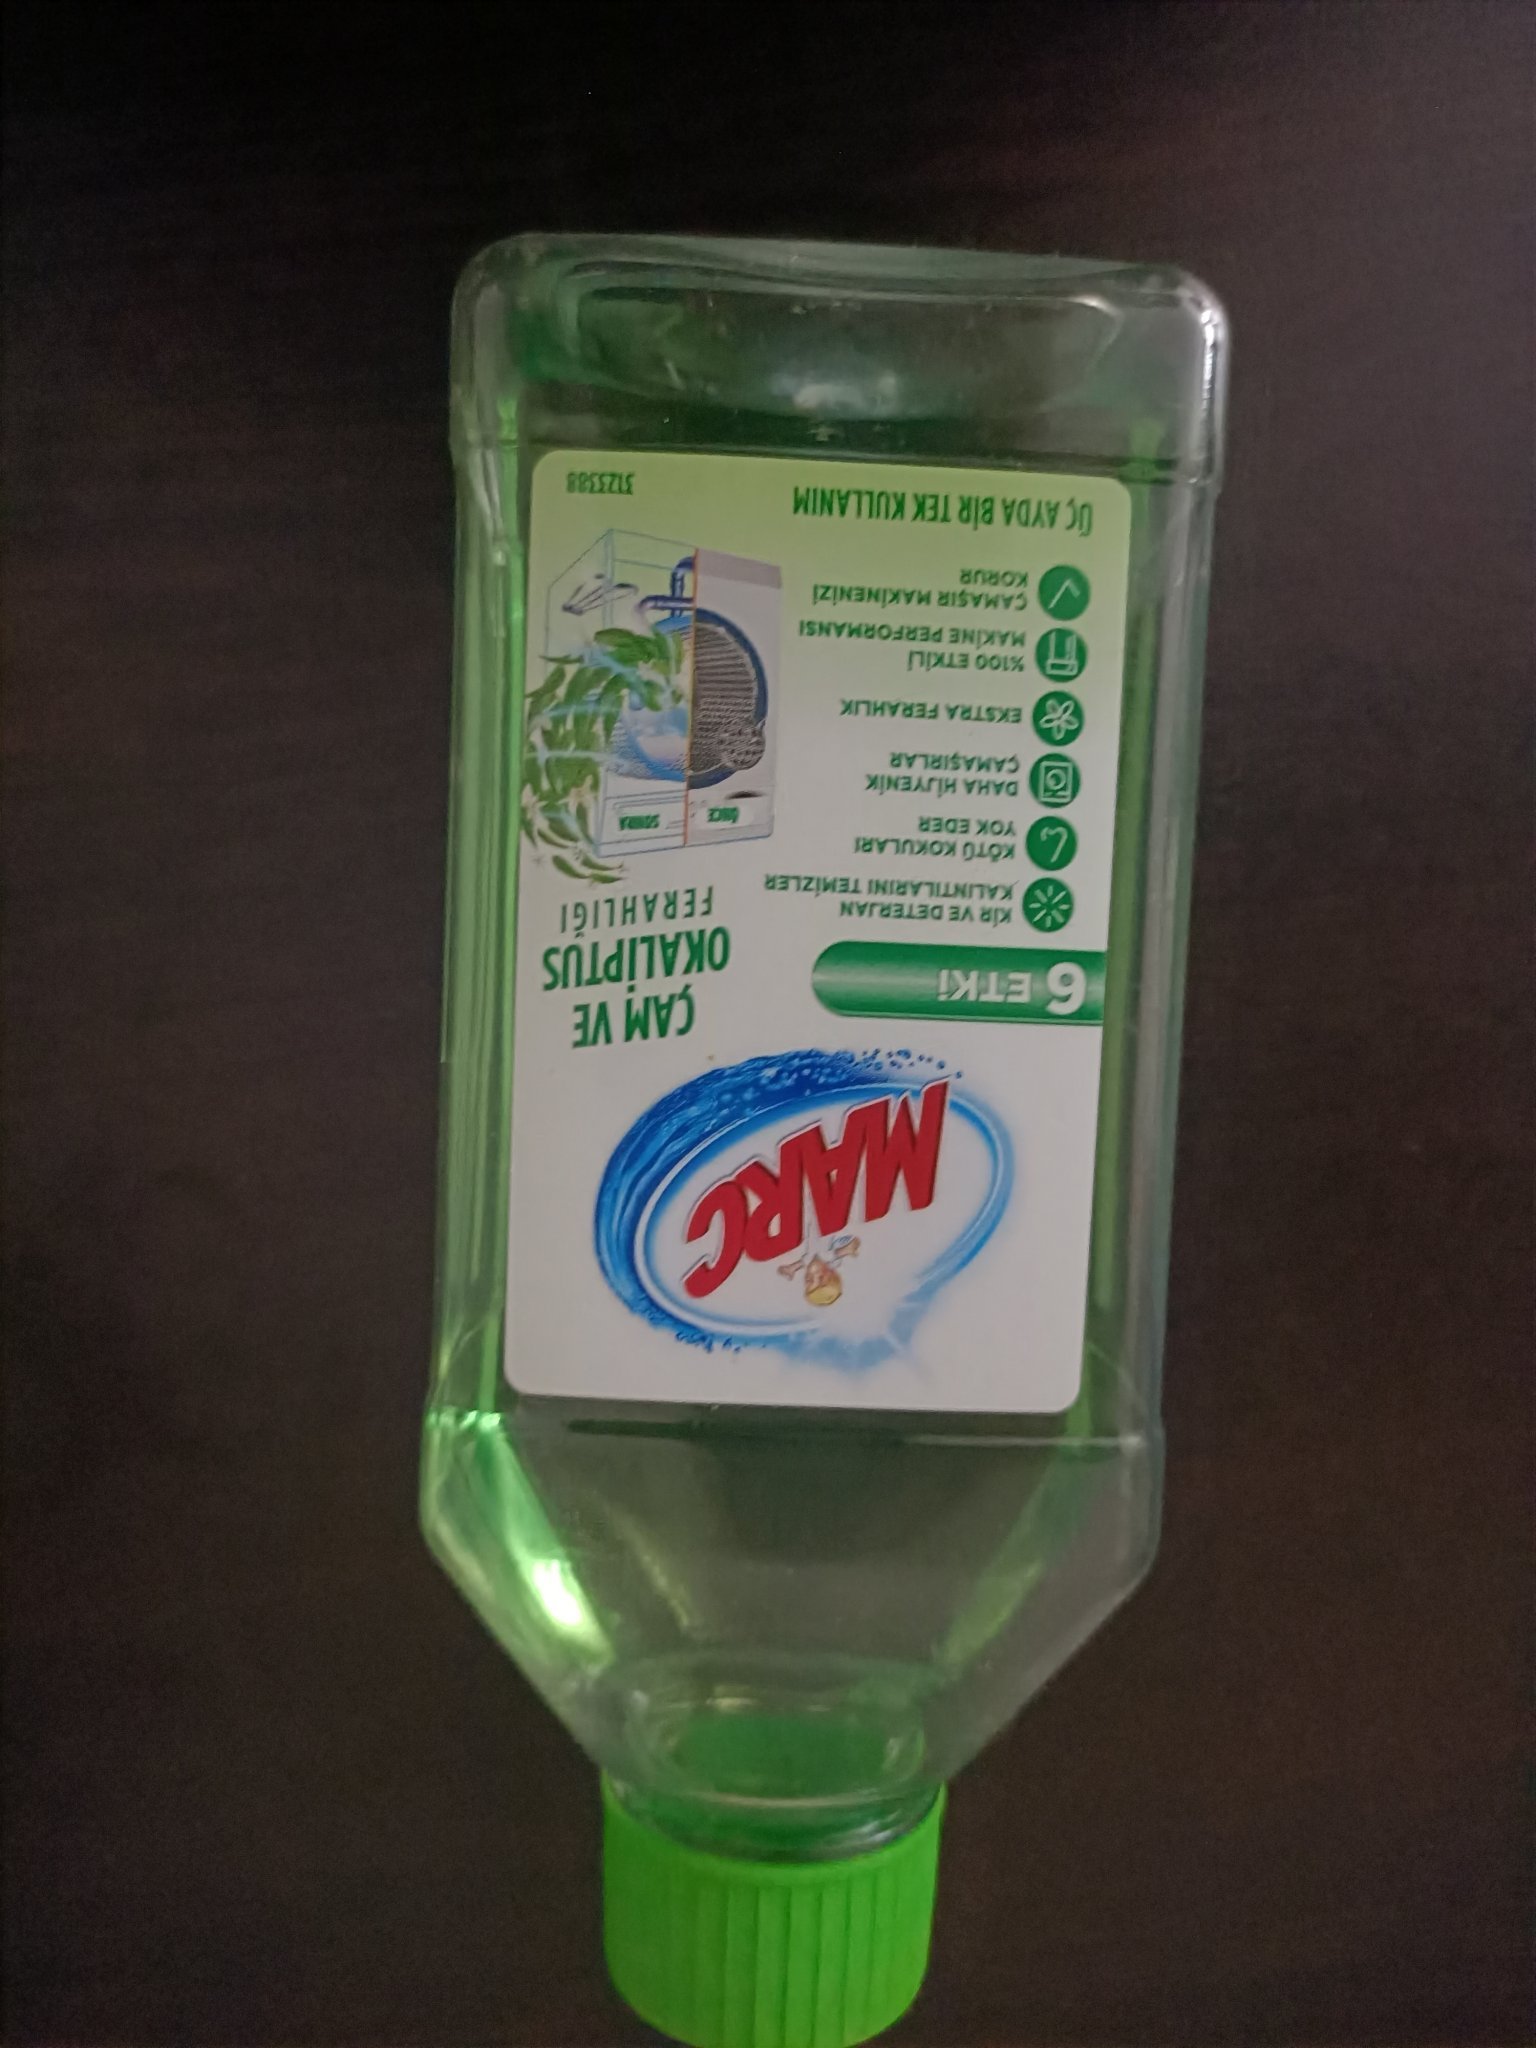 MARC
ÇAM VE
OKALİPTUS
FERAHLIĞI
6 ETKİ
KİR VE DETERJAN
KALINTILARINI TEMİZLER
KÖTÜ KOKULARI
YOK EDER
DAHA HİJYENİK
ÇAMAŞIRLAR
EKSTRA FERAHLIK
%100 ETKİLİ
MAKİNE PERFORMANSI
ÇAMAŞIR MAKİNENİZİ
KORUR
ÖNCE
SONRA
ÜÇ AYDA BİR TEK KULLANIM
3123388